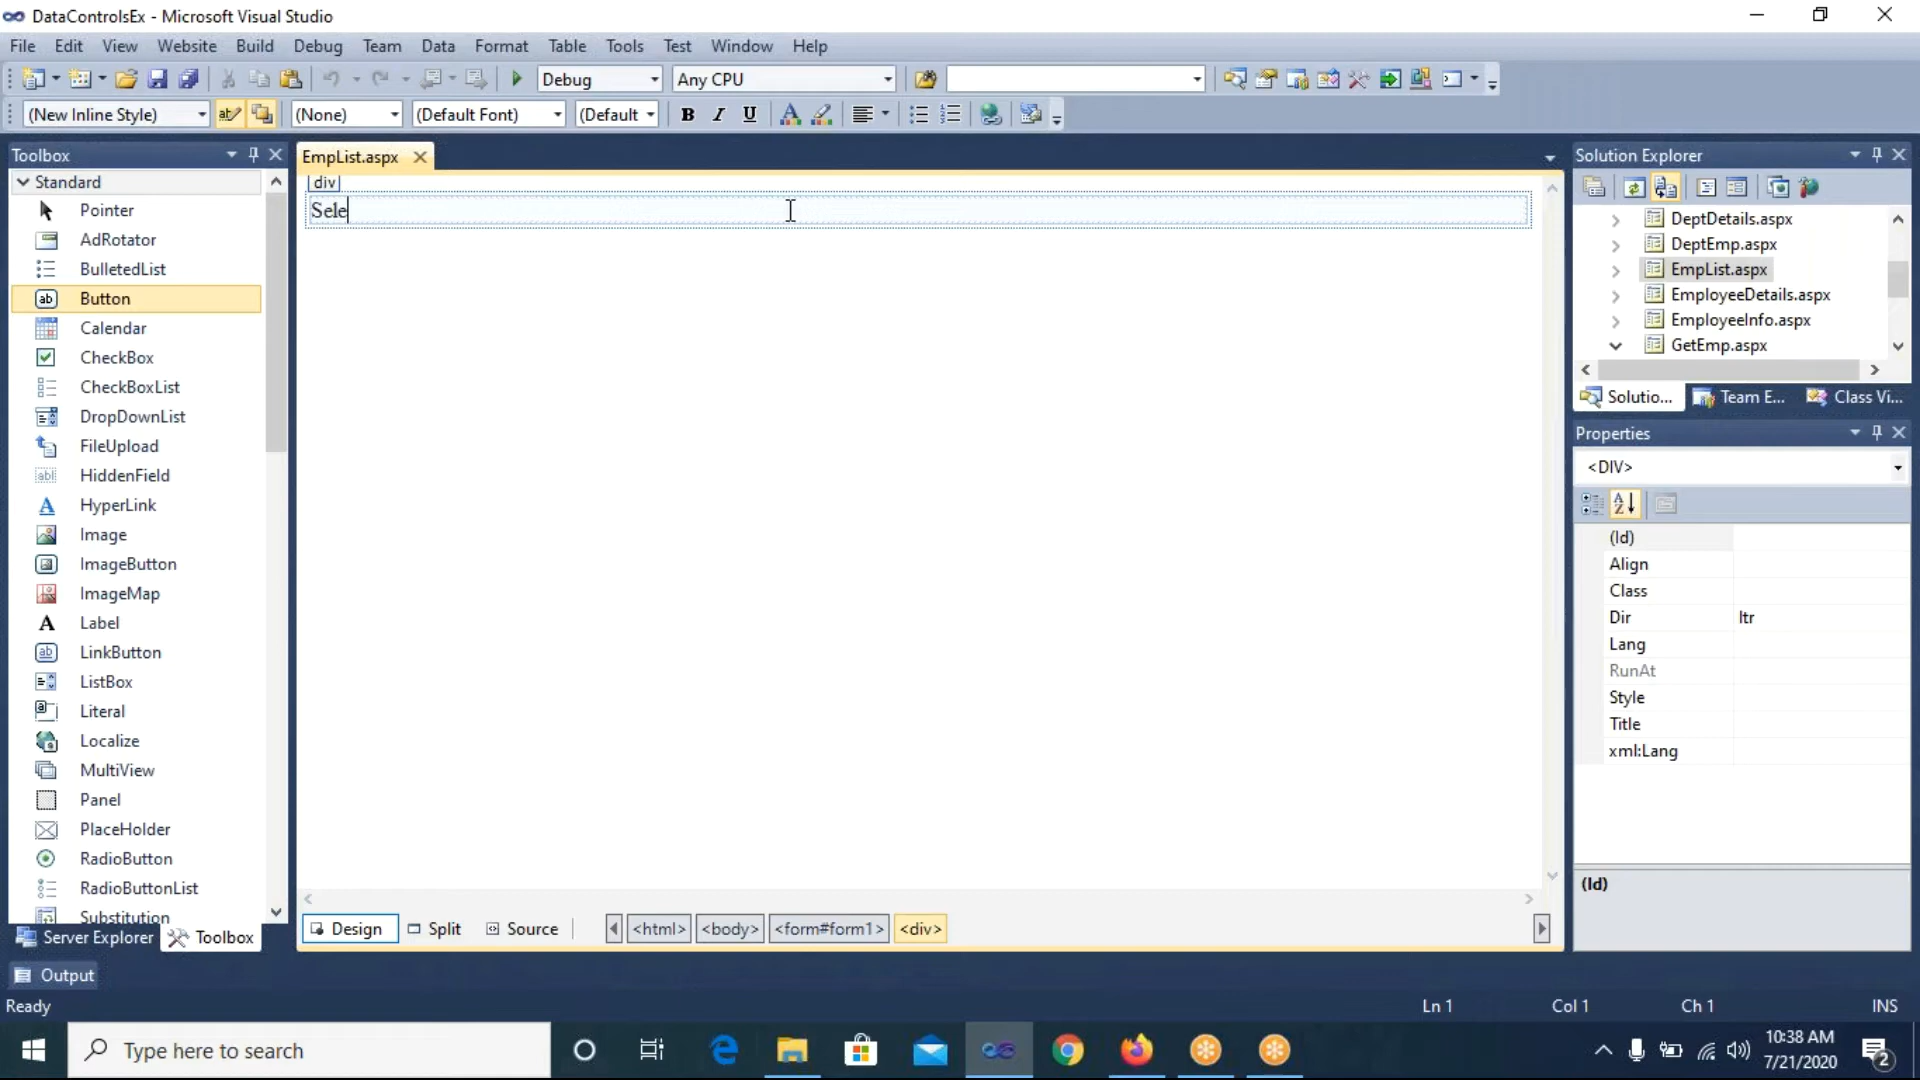 DataControlsEx - Microsoft Visual Studio
File Edit View Website Build Debug Team Data Format Table Tools Test Window Help
Debug Any CPU
(New Inline Style) (None) (Default Font) (Default B I U
Toolbox
Standard
Pointer
AdRotator
BulletedList
Button
Calendar
CheckBox
CheckBoxList
DropDownList
FileUpload
HiddenField
HyperLink
Image
ImageButton
ImageMap
Label
LinkButton
ListBox
Literal
Localize
MultiView
Panel
PlaceHolder
RadioButton
RadioButtonList
Substitution
Server Explorer Toolbox
EmpList.aspx
div
Sele
Design Split Source <html> <body> <form#form1> <div>
Solution Explorer
DeptDetails.aspx
DeptEmp.aspx
EmpList.aspx
EmployeeDetails.aspx
EmployeeInfo.aspx
GetEmp.aspx
Solutio... Team E... Class Vi...
Properties
<DIV>
(Id)
Align
Class
Dir ltr
Lang
RunAt
Style
Title
xml:Lang
(Id)
Output
Ready Ln 1 Col 1 Ch 1 INS
Type here to search
10:38 AM
7/21/2020
2